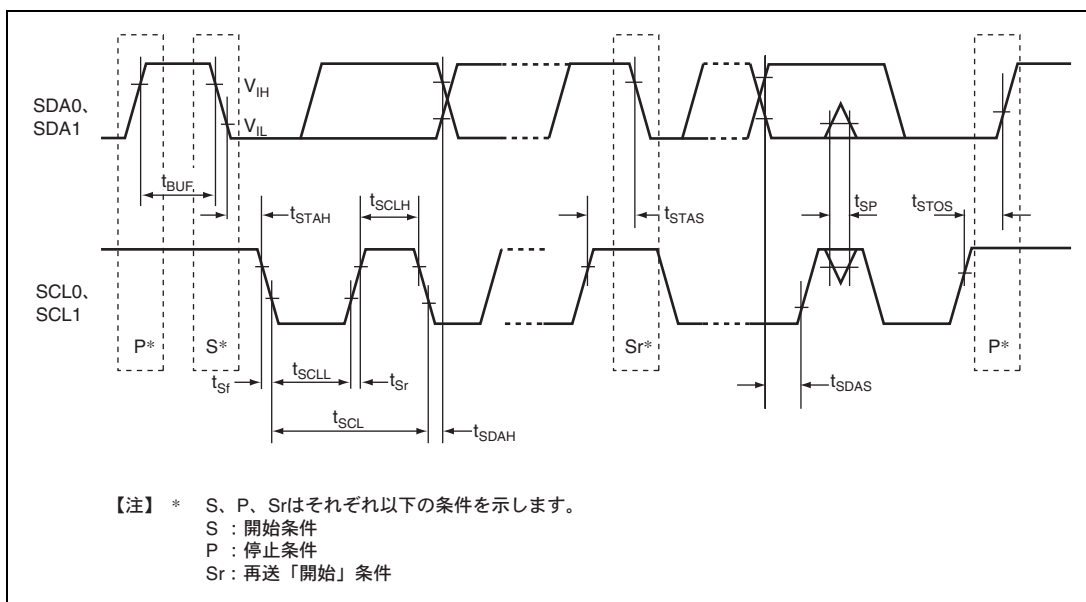 SDA0、
SDA1
V_IH
V_IL
t_BUF
t_STAH
t_SCLH
t_STAS
t_SP
t_STOS
SCL0、
SCL1
P*
S*
Sr*
P*
t_Sf
t_SCLL
t_Sr
t_SDAS
t_SCL
t_SDAH
【注】 * S、P、Srはそれぞれ以下の条件を示します。
S : 開始条件
P : 停止条件
Sr : 再送「開始」条件